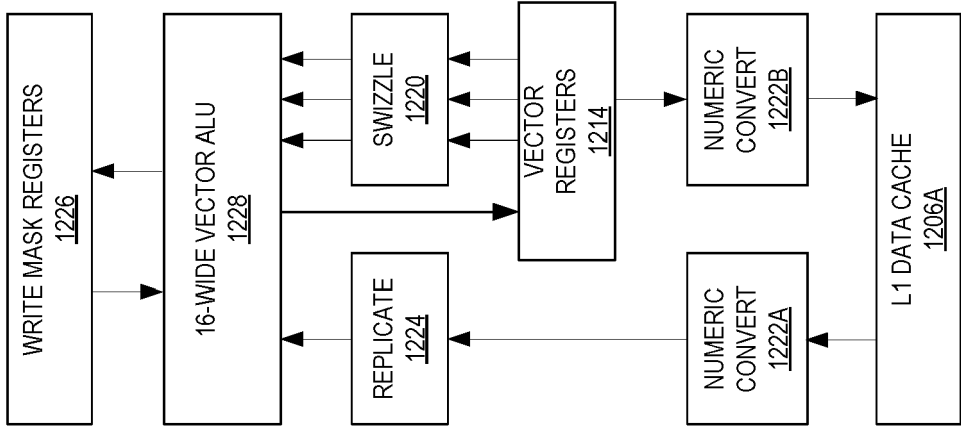 WRITE MASK REGISTERS
1226
16-WIDE VECTOR ALU
1228
REPLICATE
1224
SWIZZLE
1220
VECTOR
REGISTERS
1214
NUMERIC
CONVERT
1222A
NUMERIC
CONVERT
1222B
L1 DATA CACHE
1206A